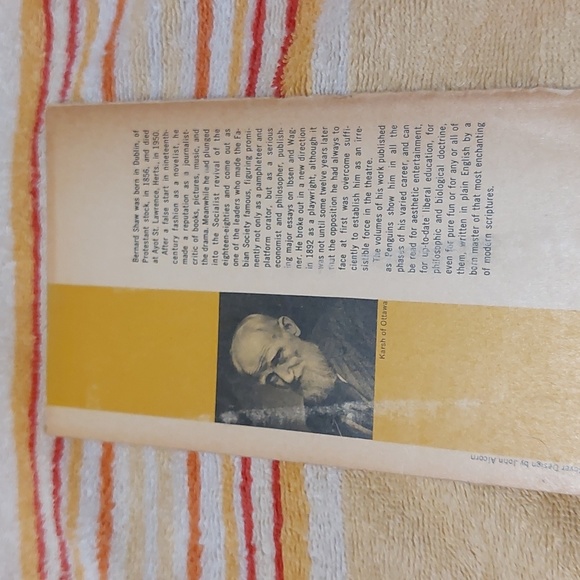 Bernard Shaw was born in Dublin, of
Protestant stock, in 1856, and died
at Ayot St. Lawrence, Herts, in 1950.
After a false start in nineteenth-
century fashion as a novelist, he
made a reputation as a journalist-
critic of books, pictures, music, and
the drama. Meanwhile he had plunged
into the Socialist revival of the
eighteen-eighties and come out as
one of the leaders who made the Fa-
bian Society famous, figuring promi-
nently not only as a pamphleteer and
platform orator, but as a serious
economist and philosopher, publish-
ing major essays on Ibsen and Wag-
ner. He broke out in a new direction
in 1892 as a playwright, although it
was not until some twelve years later
that the opposition he had always to
face at first was overcome suffi-
ciently to establish him as an irre-
sistible force in the theatre.
The volumes of his work published
as Penguins show him in all the
phases of his varied career, and can
be read for aesthetic entertainment,
for up-to-date liberal education, for
philosophic and biological doctrine,
even for pure fun or for any or all of
them, written in plain English by a
born master of that most enchanting
of modern scriptures.
Karsh of Ottawa
Cover Design by John Alcorn